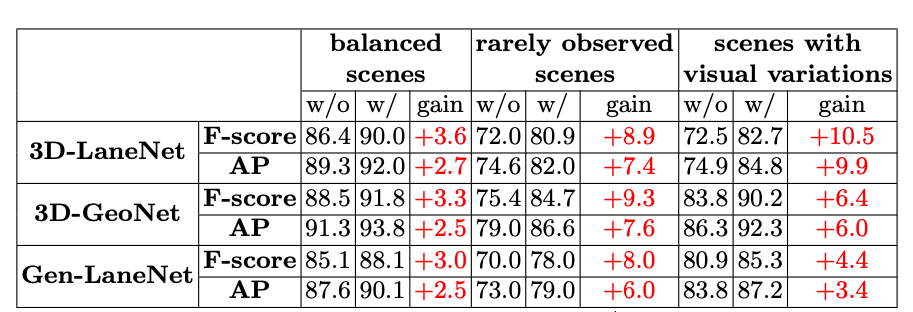 balanced rarely observed scenes with
scenes scenes visual variations
w/o w/ gain w/o w/ gain w/o w/ gain
3D-LaneNet F-score 86.4 90.0 +3.6 72.0 80.9 +8.9 72.5 82.7 +10.5
AP 89.3 92.0 +2.7 74.6 82.0 +7.4 74.9 84.8 +9.9
3D-GeoNet F-score 88.5 91.8 +3.3 75.4 84.7 +9.3 83.8 90.2 +6.4
AP 91.3 93.8 +2.5 79.0 86.6 +7.6 86.3 92.3 +6.0
Gen-LaneNet F-score 85.1 88.1 +3.0 70.0 78.0 +8.0 80.9 85.3 +4.4
AP 87.6 90.1 +2.5 73.0 79.0 +6.0 83.8 87.2 +3.4